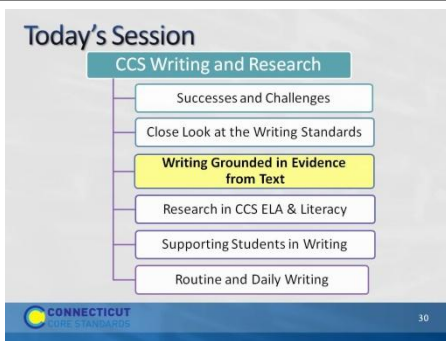 Today's Session
CCS Writing and Research
Successes and Challenges
Close Look at the Writing Standards
Writing Grounded in Evidence
from Text
Research in CCS ELA & Literacy
Supporting Students in Writing
Routine and Daily Writing
CONNECTICUT
CORE STANDARDS
30